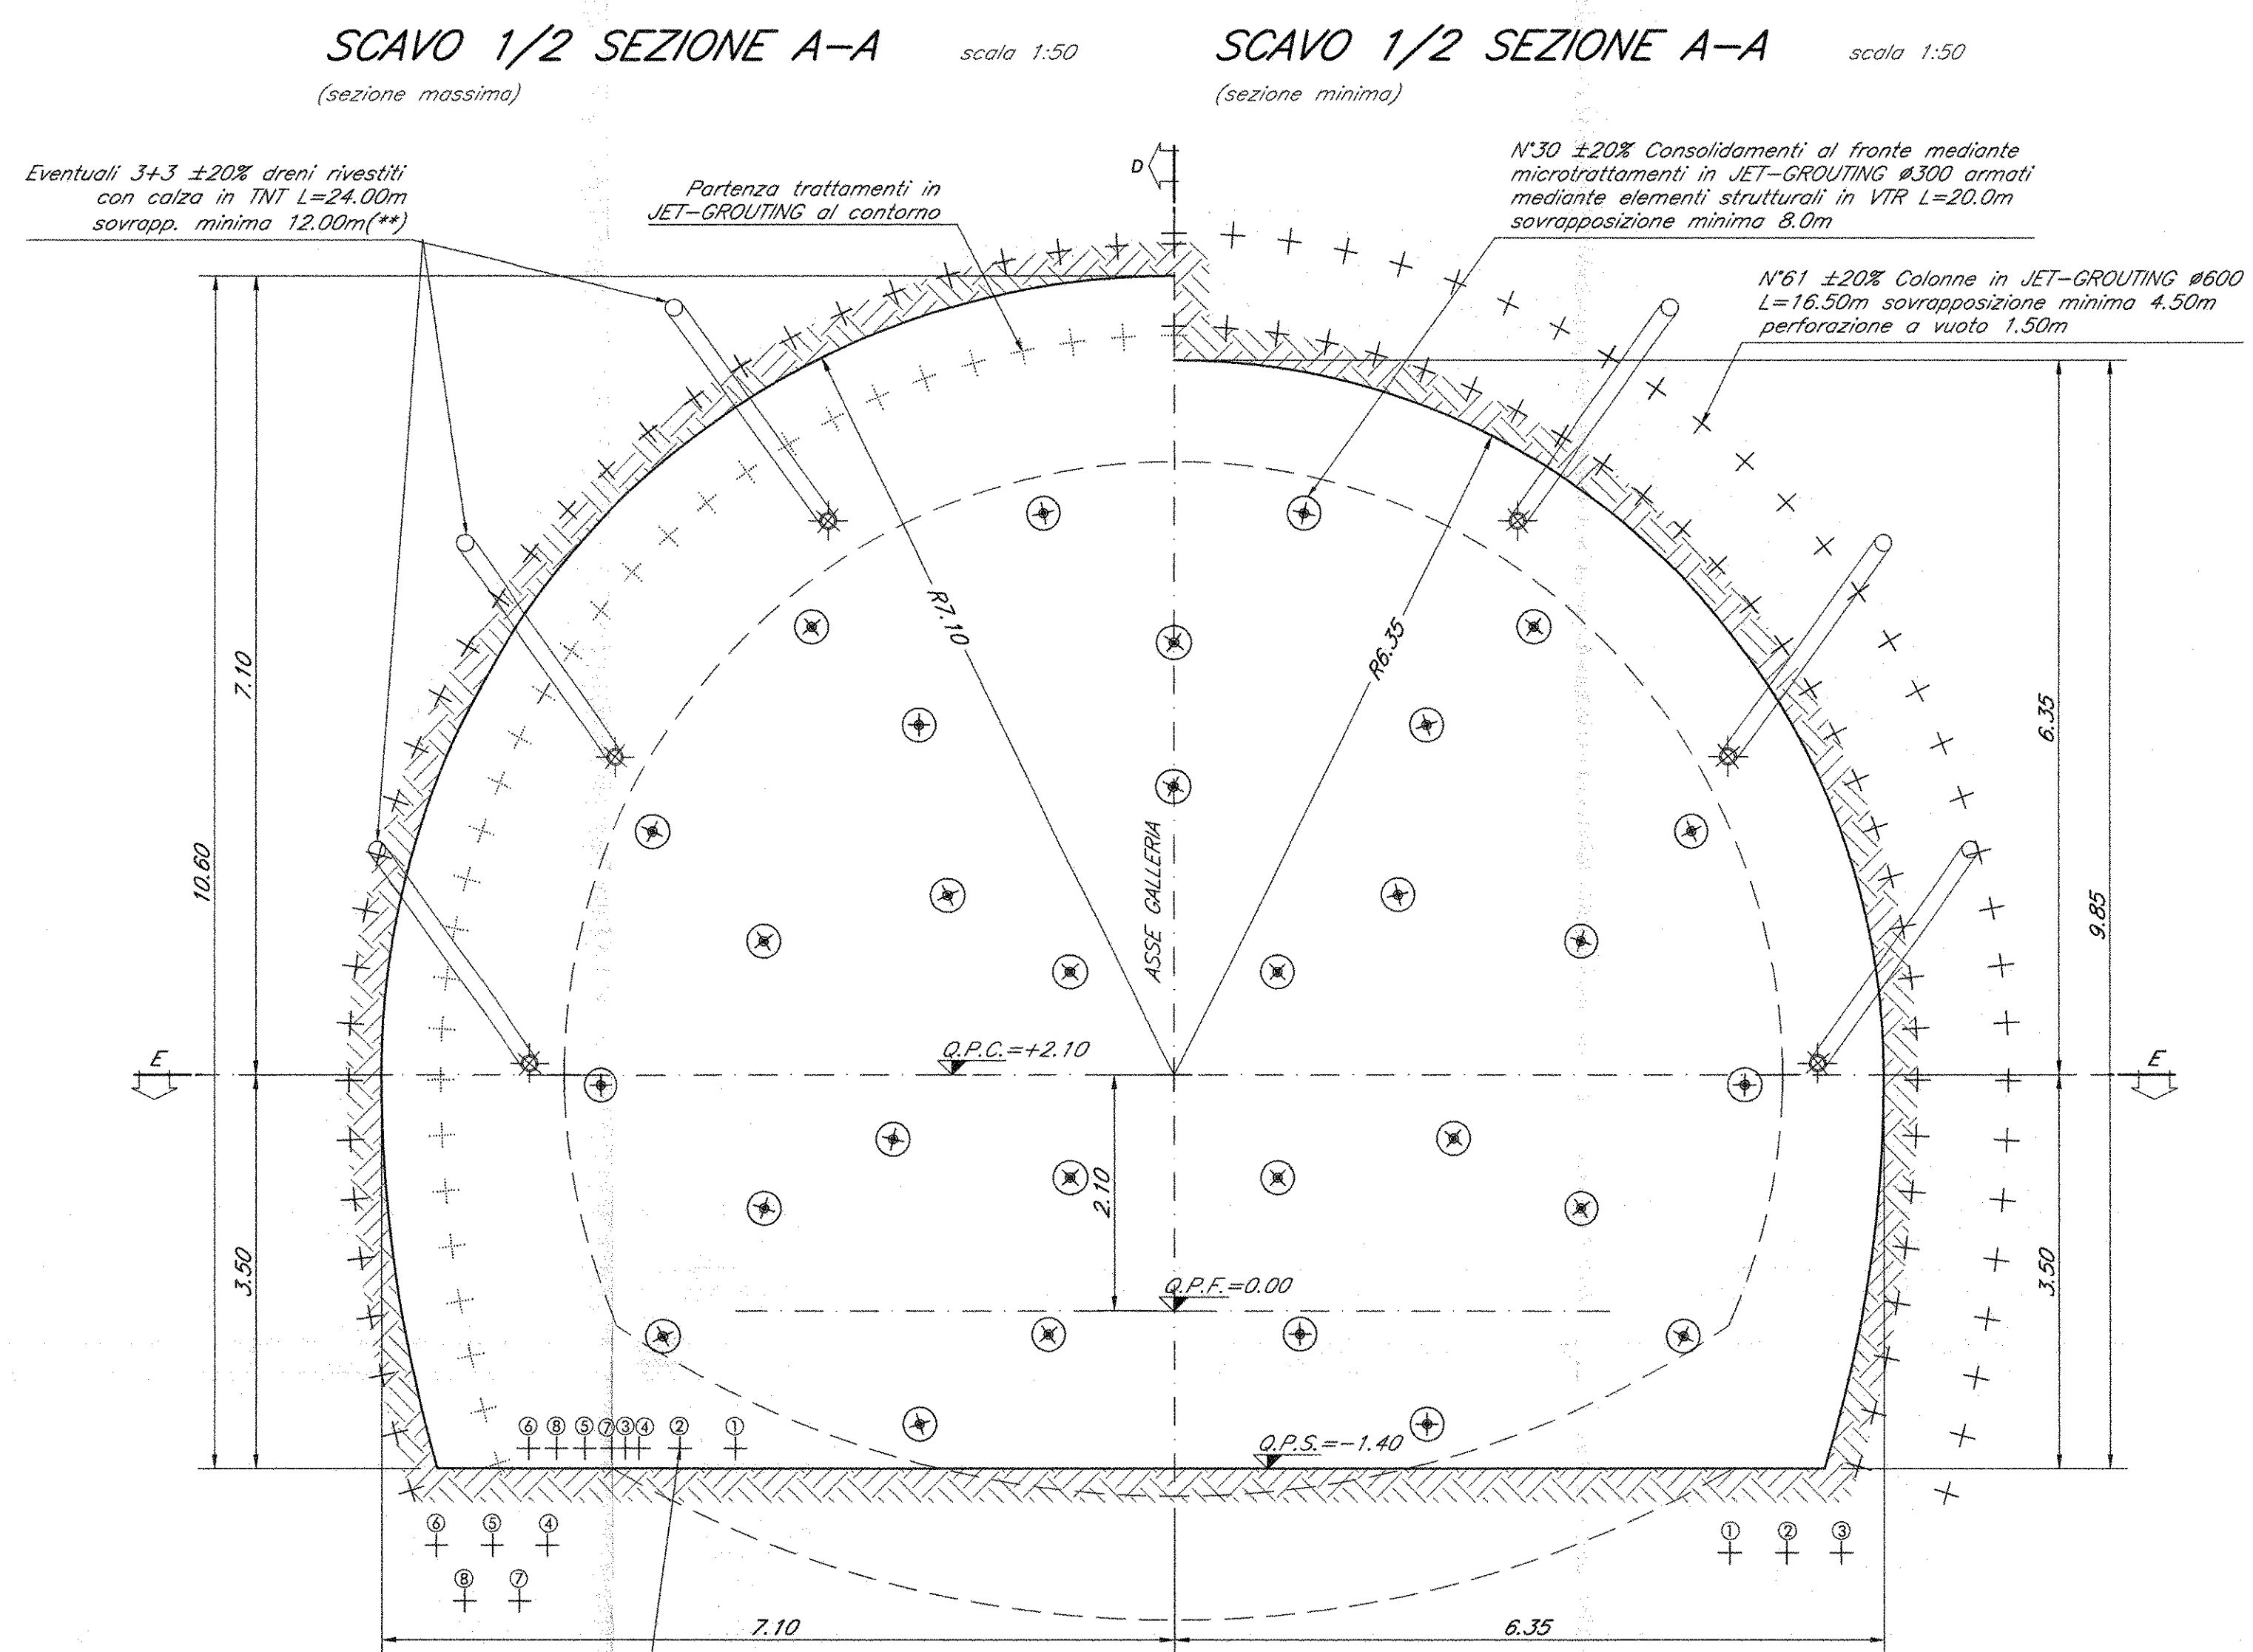 SCAVO 1/2 SEZIONE A-A scala 1:50
(sezione massima)
SCAVO 1/2 SEZIONE A-A scala 1:50
(sezione minima)
Eventuali 3+3 ±20% dreni rivestiti
con calza in TNT L=24.00m
sovrapp. minima 12.00m(**)
Partenza trattamenti in
JET-GROUTING al contorno
D
N°30 ±20% Consolidamenti al fronte mediante
microtrattamenti in JET-GROUTING ø300 armati
mediante elementi strutturali in VTR L=20.0m
sovrapposizione minima 8.0m
N°61 ±20% Colonne in JET-GROUTING ø600
L=16.50m sovrapposizione minima 4.50m
perforazione a vuoto 1.50m
R7.10
R6.35
7.10
10.60
6.35
9.85
ASSE GALLERIA
Q.P.C.=+2.10
E
E
2.10
3.50
3.50
Q.P.F.=0.00
Q.P.S.=-1.40
6 8 5 7 3 4 2 1
6 5 4
8 7
1 2 3
7.10
6.35